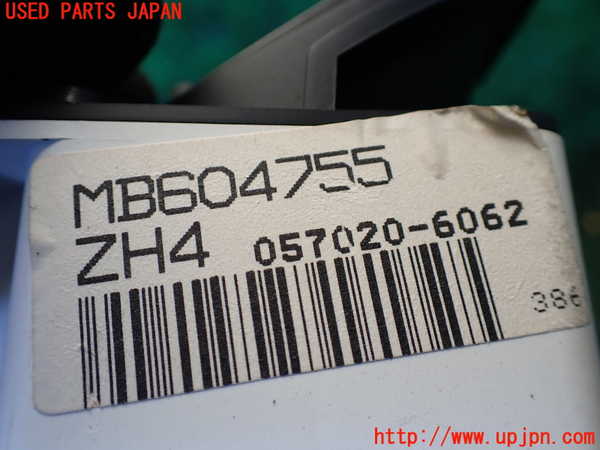 USED PARTS JAPAN
MB604755
ZH4 057020-6062
386
http://www.upjpn.com/